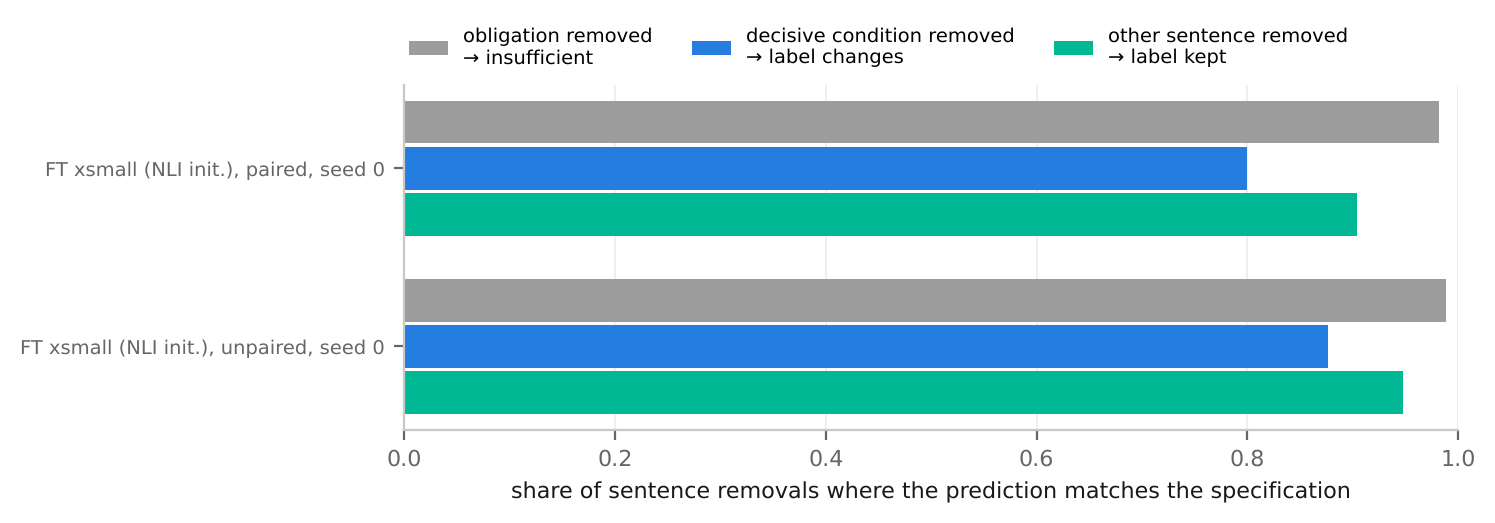 obligation removed
→ insufficient
decisive condition removed
→ label changes
other sentence removed
→ label kept
FT xsmall (NLI init.), paired, seed 0
FT xsmall (NLI init.), unpaired, seed 0
0.0 0.2 0.4 0.6 0.8 1.0
share of sentence removals where the prediction matches the specification